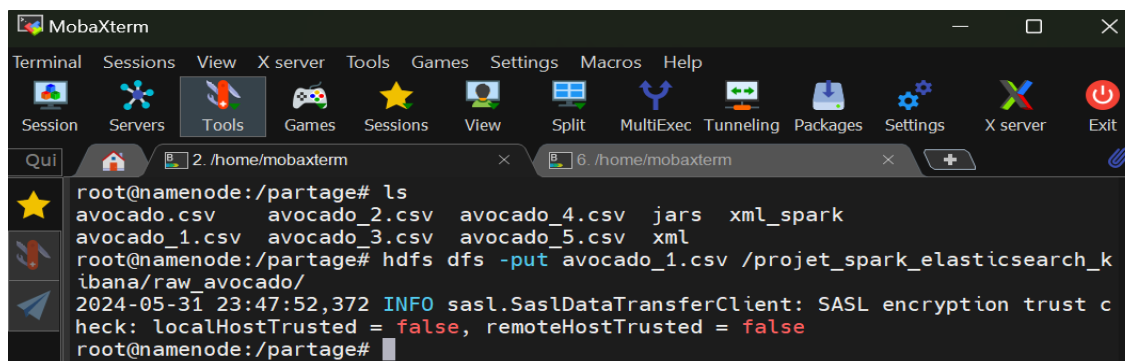 MobaXterm
Terminal Sessions View X server Tools Games Settings Macros Help
Session Servers Tools Games Sessions View Split MultiExec Tunneling Packages Settings X server Exit
Qui 2. /home/mobaxterm 6. /home/mobaxterm
root@namenode:/partage# ls
avocado.csv avocado_2.csv avocado_4.csv jars xml_spark
avocado_1.csv avocado_3.csv avocado_5.csv xml
root@namenode:/partage# hdfs dfs -put avocado_1.csv /projet_spark_elasticsearch_k
ibana/raw_avocado/
2024-05-31 23:47:52,372 INFO sasl.SaslDataTransferClient: SASL encryption trust c
heck: localHostTrusted = false, remoteHostTrusted = false
root@namenode:/partage#